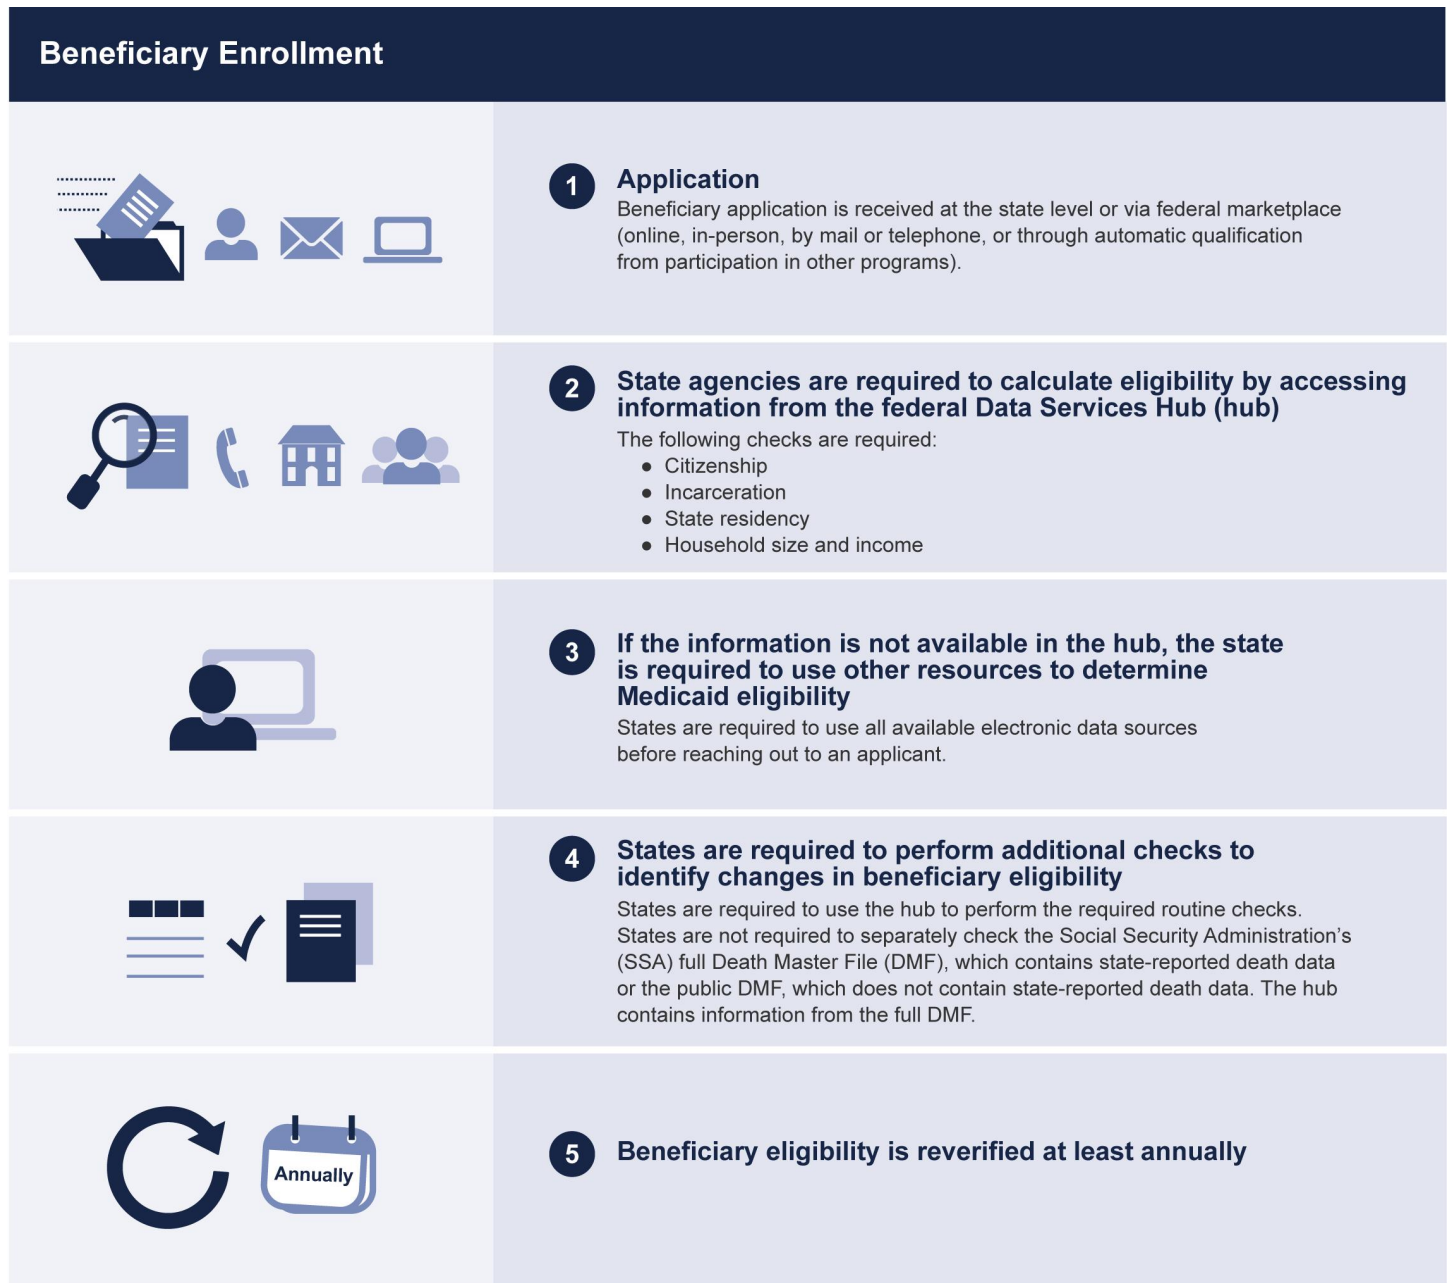 Beneficiary Enrollment
1
Application
Beneficiary application is received at the state level or via federal marketplace
(online, in-person, by mail or telephone, or through automatic qualification
from participation in other programs).
2
State agencies are required to calculate eligibility by accessing
information from the federal Data Services Hub (hub)
The following checks are required:
● Citizenship
● Incarceration
● State residency
● Household size and income
3
If the information is not available in the hub, the state
is required to use other resources to determine
Medicaid eligibility
States are required to use all available electronic data sources
before reaching out to an applicant.
4
States are required to perform additional checks to
identify changes in beneficiary eligibility
States are required to use the hub to perform the required routine checks.
States are not required to separately check the Social Security Administration’s
(SSA) full Death Master File (DMF), which contains state-reported death data
or the public DMF, which does not contain state-reported death data. The hub
contains information from the full DMF.
Annually
5
Beneficiary eligibility is reverified at least annually